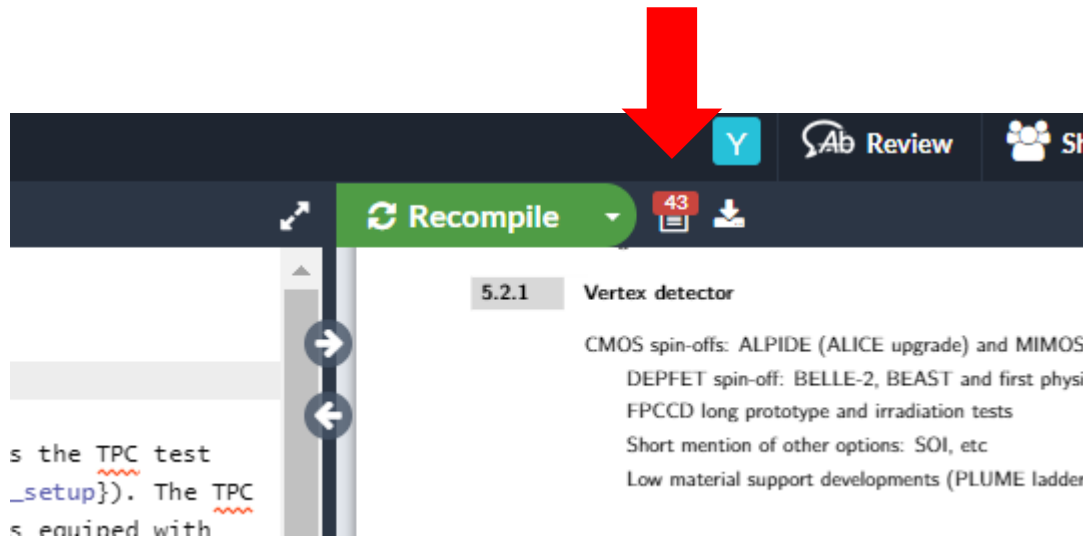 Y Ab Review Sh
Recompile 43
5.2.1 Vertex detector
CMOS spin-offs: ALPIDE (ALICE upgrade) and MIMOS
DEPFET spin-off: BELLE-2, BEAST and first physi
FPCCD long prototype and irradiation tests
Short mention of other options: SOI, etc
Low material support developments (PLUME ladder
s the TPC test
_setup}). The TPC
s equiped with